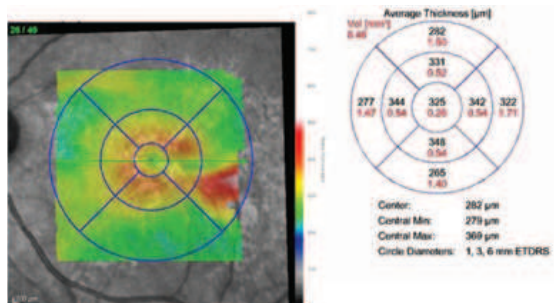 26 / 49
Average Thickness [µm]
Vol [mm³]
8.46
282
1.50
331
0.52
277
1.47
344
0.54
325
0.26
342
0.54
322
1.71
348
0.54
265
1.40
Center: 282 µm
Central Min: 279 µm
Central Max: 369 µm
Circle Diameters: 1, 3, 6 mm ETDRS